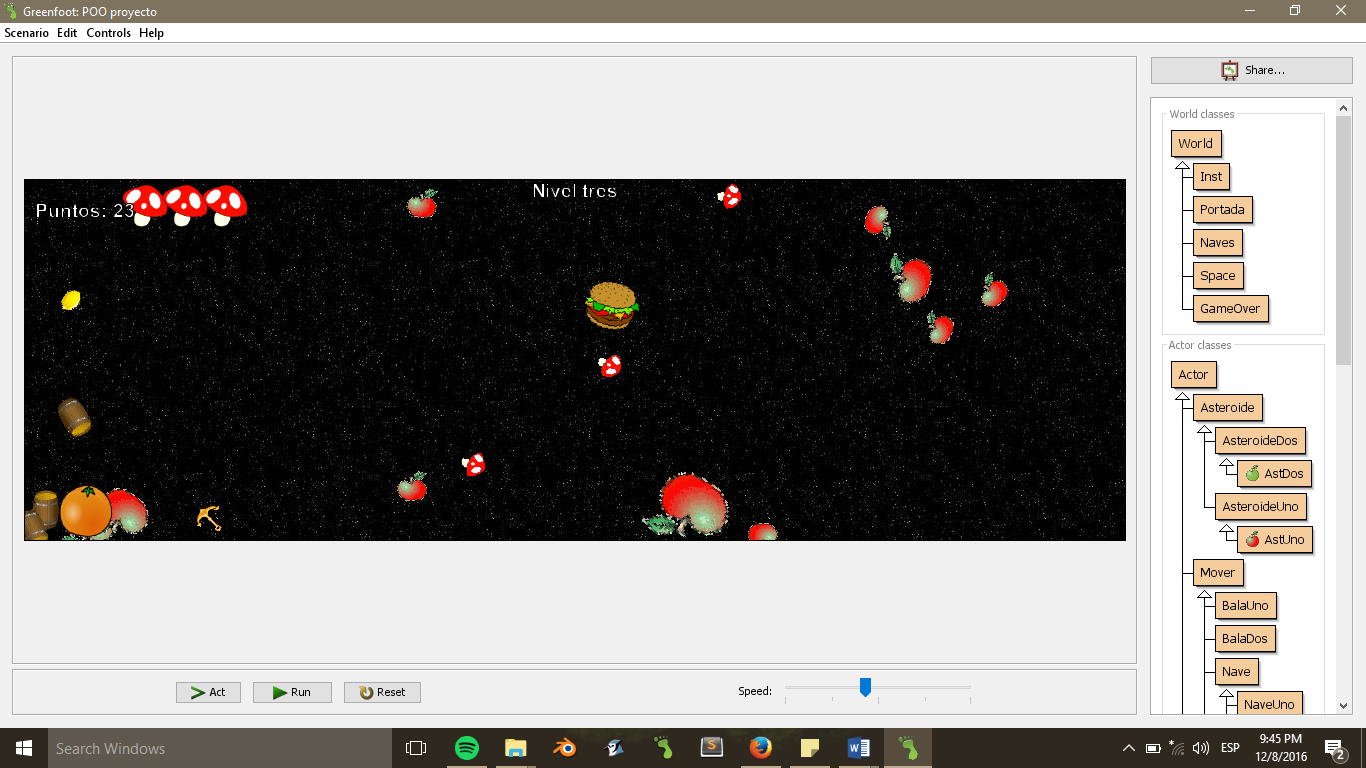 Greenfoot: POO proyecto
Scenario Edit Controls Help
Share...
Nivel tres
Puntos: 23
World classes
World
Inst
Portada
Naves
Space
GameOver
Actor classes
Actor
Asteroide
AsteroideDos
AstDos
AsteroideUno
AstUno
Mover
BalaUno
BalaDos
Nave
NaveUno
Act Run Reset Speed:
Search Windows
ESP
9:45 PM
12/8/2016
2